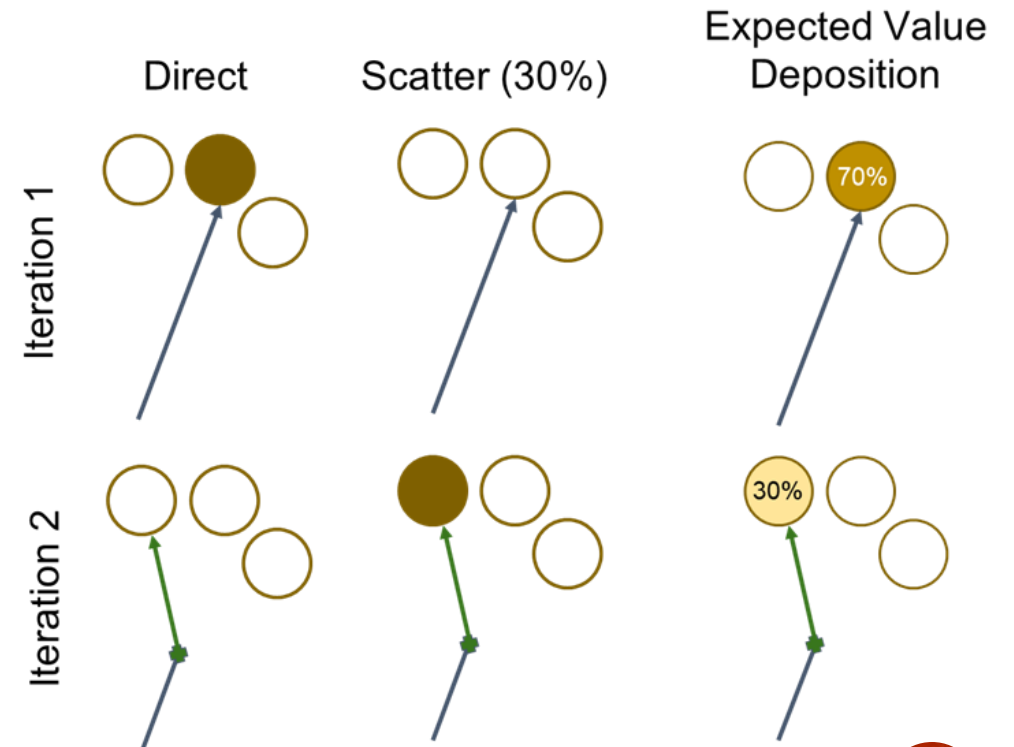 Direct
Scatter (30%)
Expected Value
Deposition
Iteration 1
70%
Iteration 2
30%